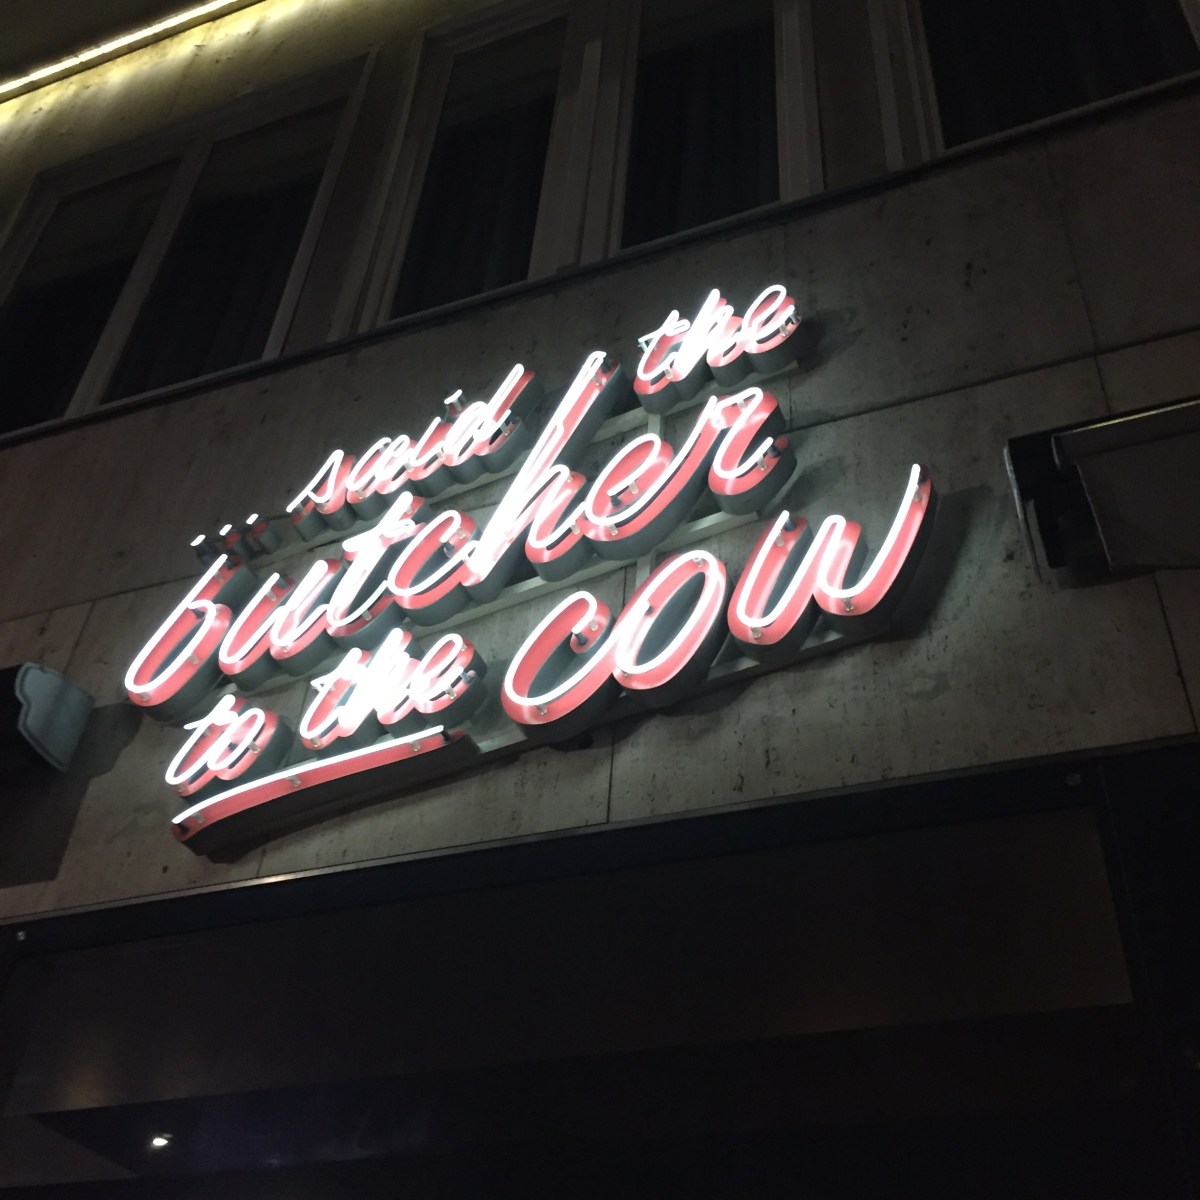 ...said the
butcher
to the cow